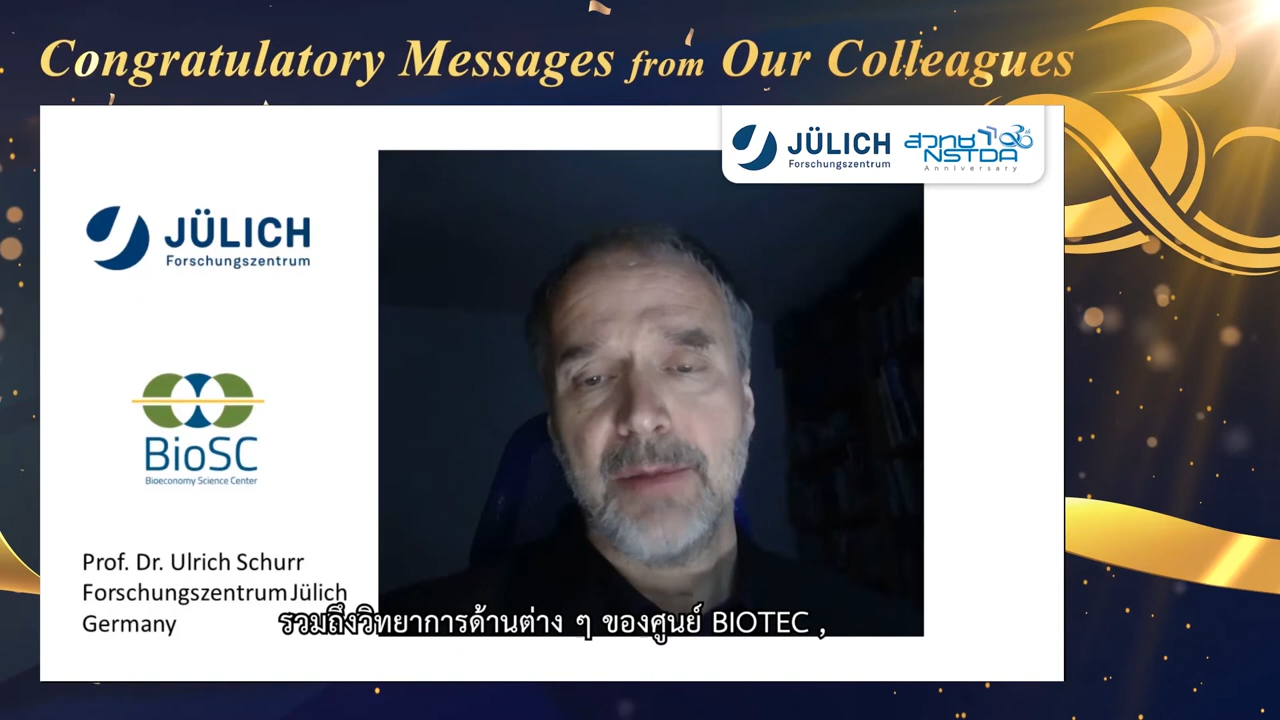 Congratulatory Messages from Our Colleagues
JÜLICH
Forschungszentrum
สวทช
NSTDA
Anniversary
JÜLICH
Forschungszentrum
BioSC
Bioeconomy Science Center
Prof. Dr. Ulrich Schurr
Forschungszentrum Jülich
Germany
รวมถึงวิทยาการด้านต่าง ๆ ของศูนย์ BIOTEC ,